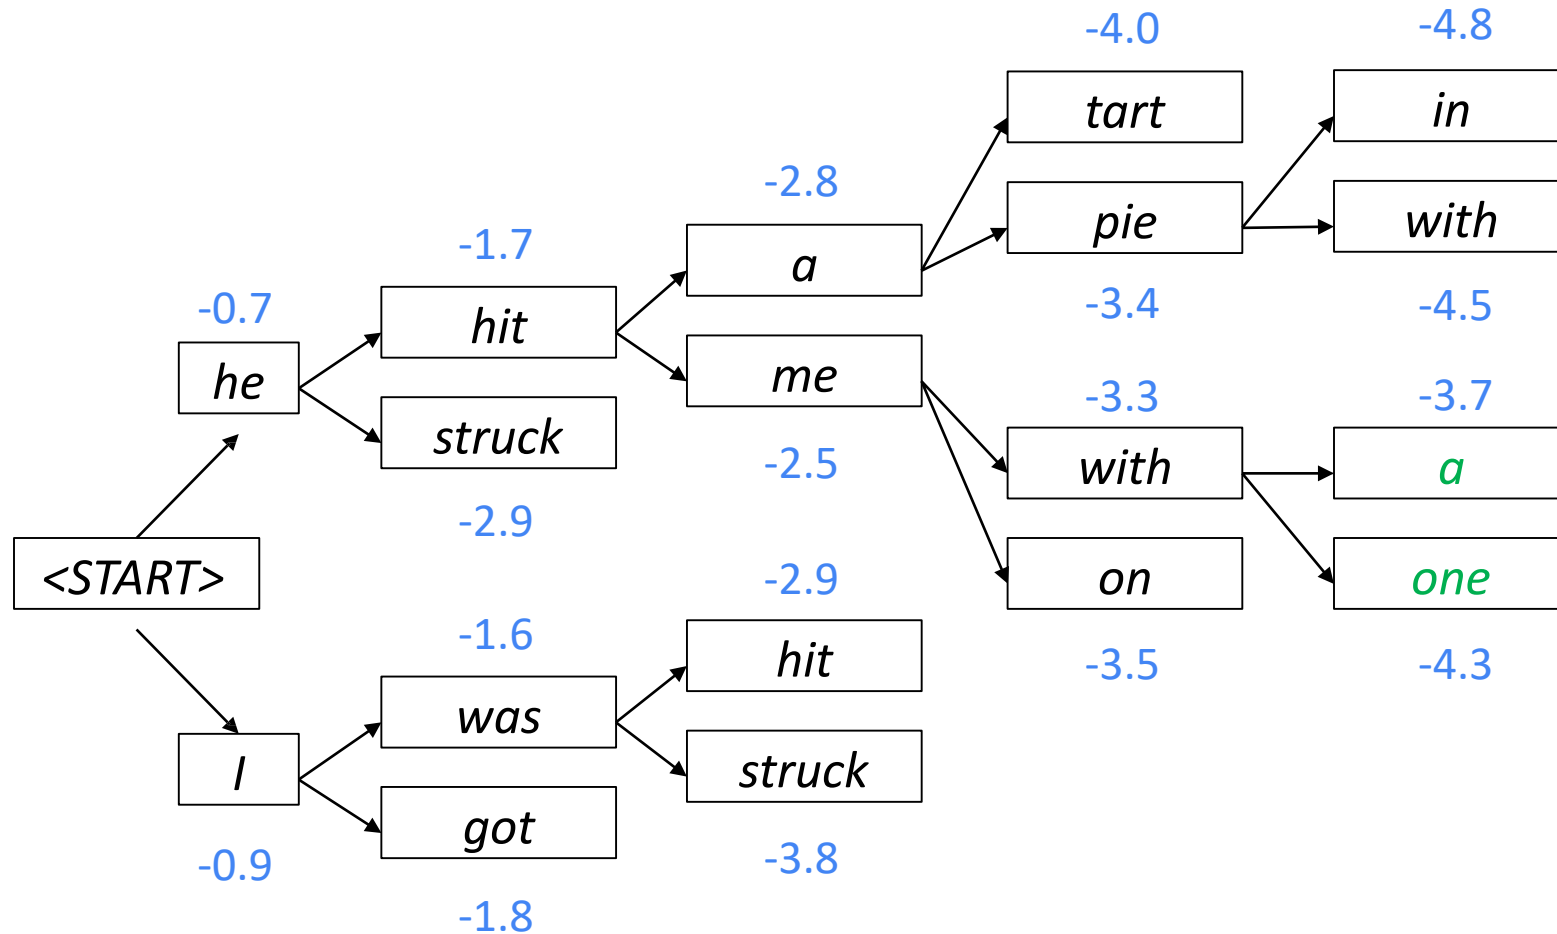 -4.0
-4.8
tart
in
-2.8
pie
with
-1.7
a
-3.4
-4.5
-0.7
hit
me
-3.3
-3.7
he
struck
-2.5
with
a
-2.9
<START>
-2.9
on
one
-1.6
hit
-3.5
-4.3
was
I
struck
got
-0.9
-3.8
-1.8